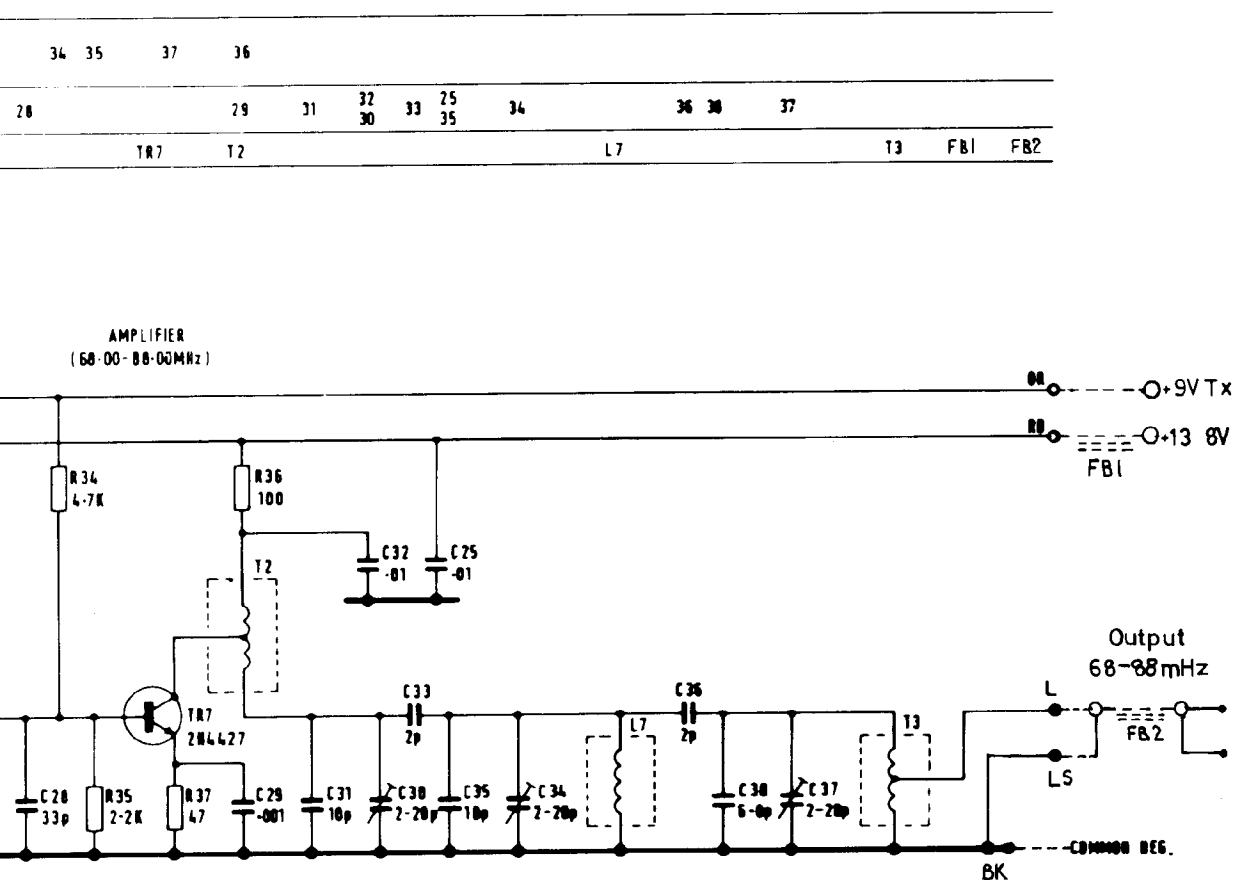 34 35 37 36
28 29 31 32 33 25 34 36 38 37
30 35
TR7 T2 L7 T3 FB1 FB2
AMPLIFIER
(68·00-88·00MHz)
+9V Tx
+13 8V
FB1
R34
4·7K
R36
100
C32
·01
C25
·01
T2
Output
68-88mHz
L
FB2
LS
TR7
2N4427
C33
2p
L7
C36
2p
T3
C28
33p
R35
2·2K
R37
47
C29
·001
C31
10p
C30
2-20p
C35
10p
C34
2-20p
C38
C37
2-20p
COMMON NEG.
BK